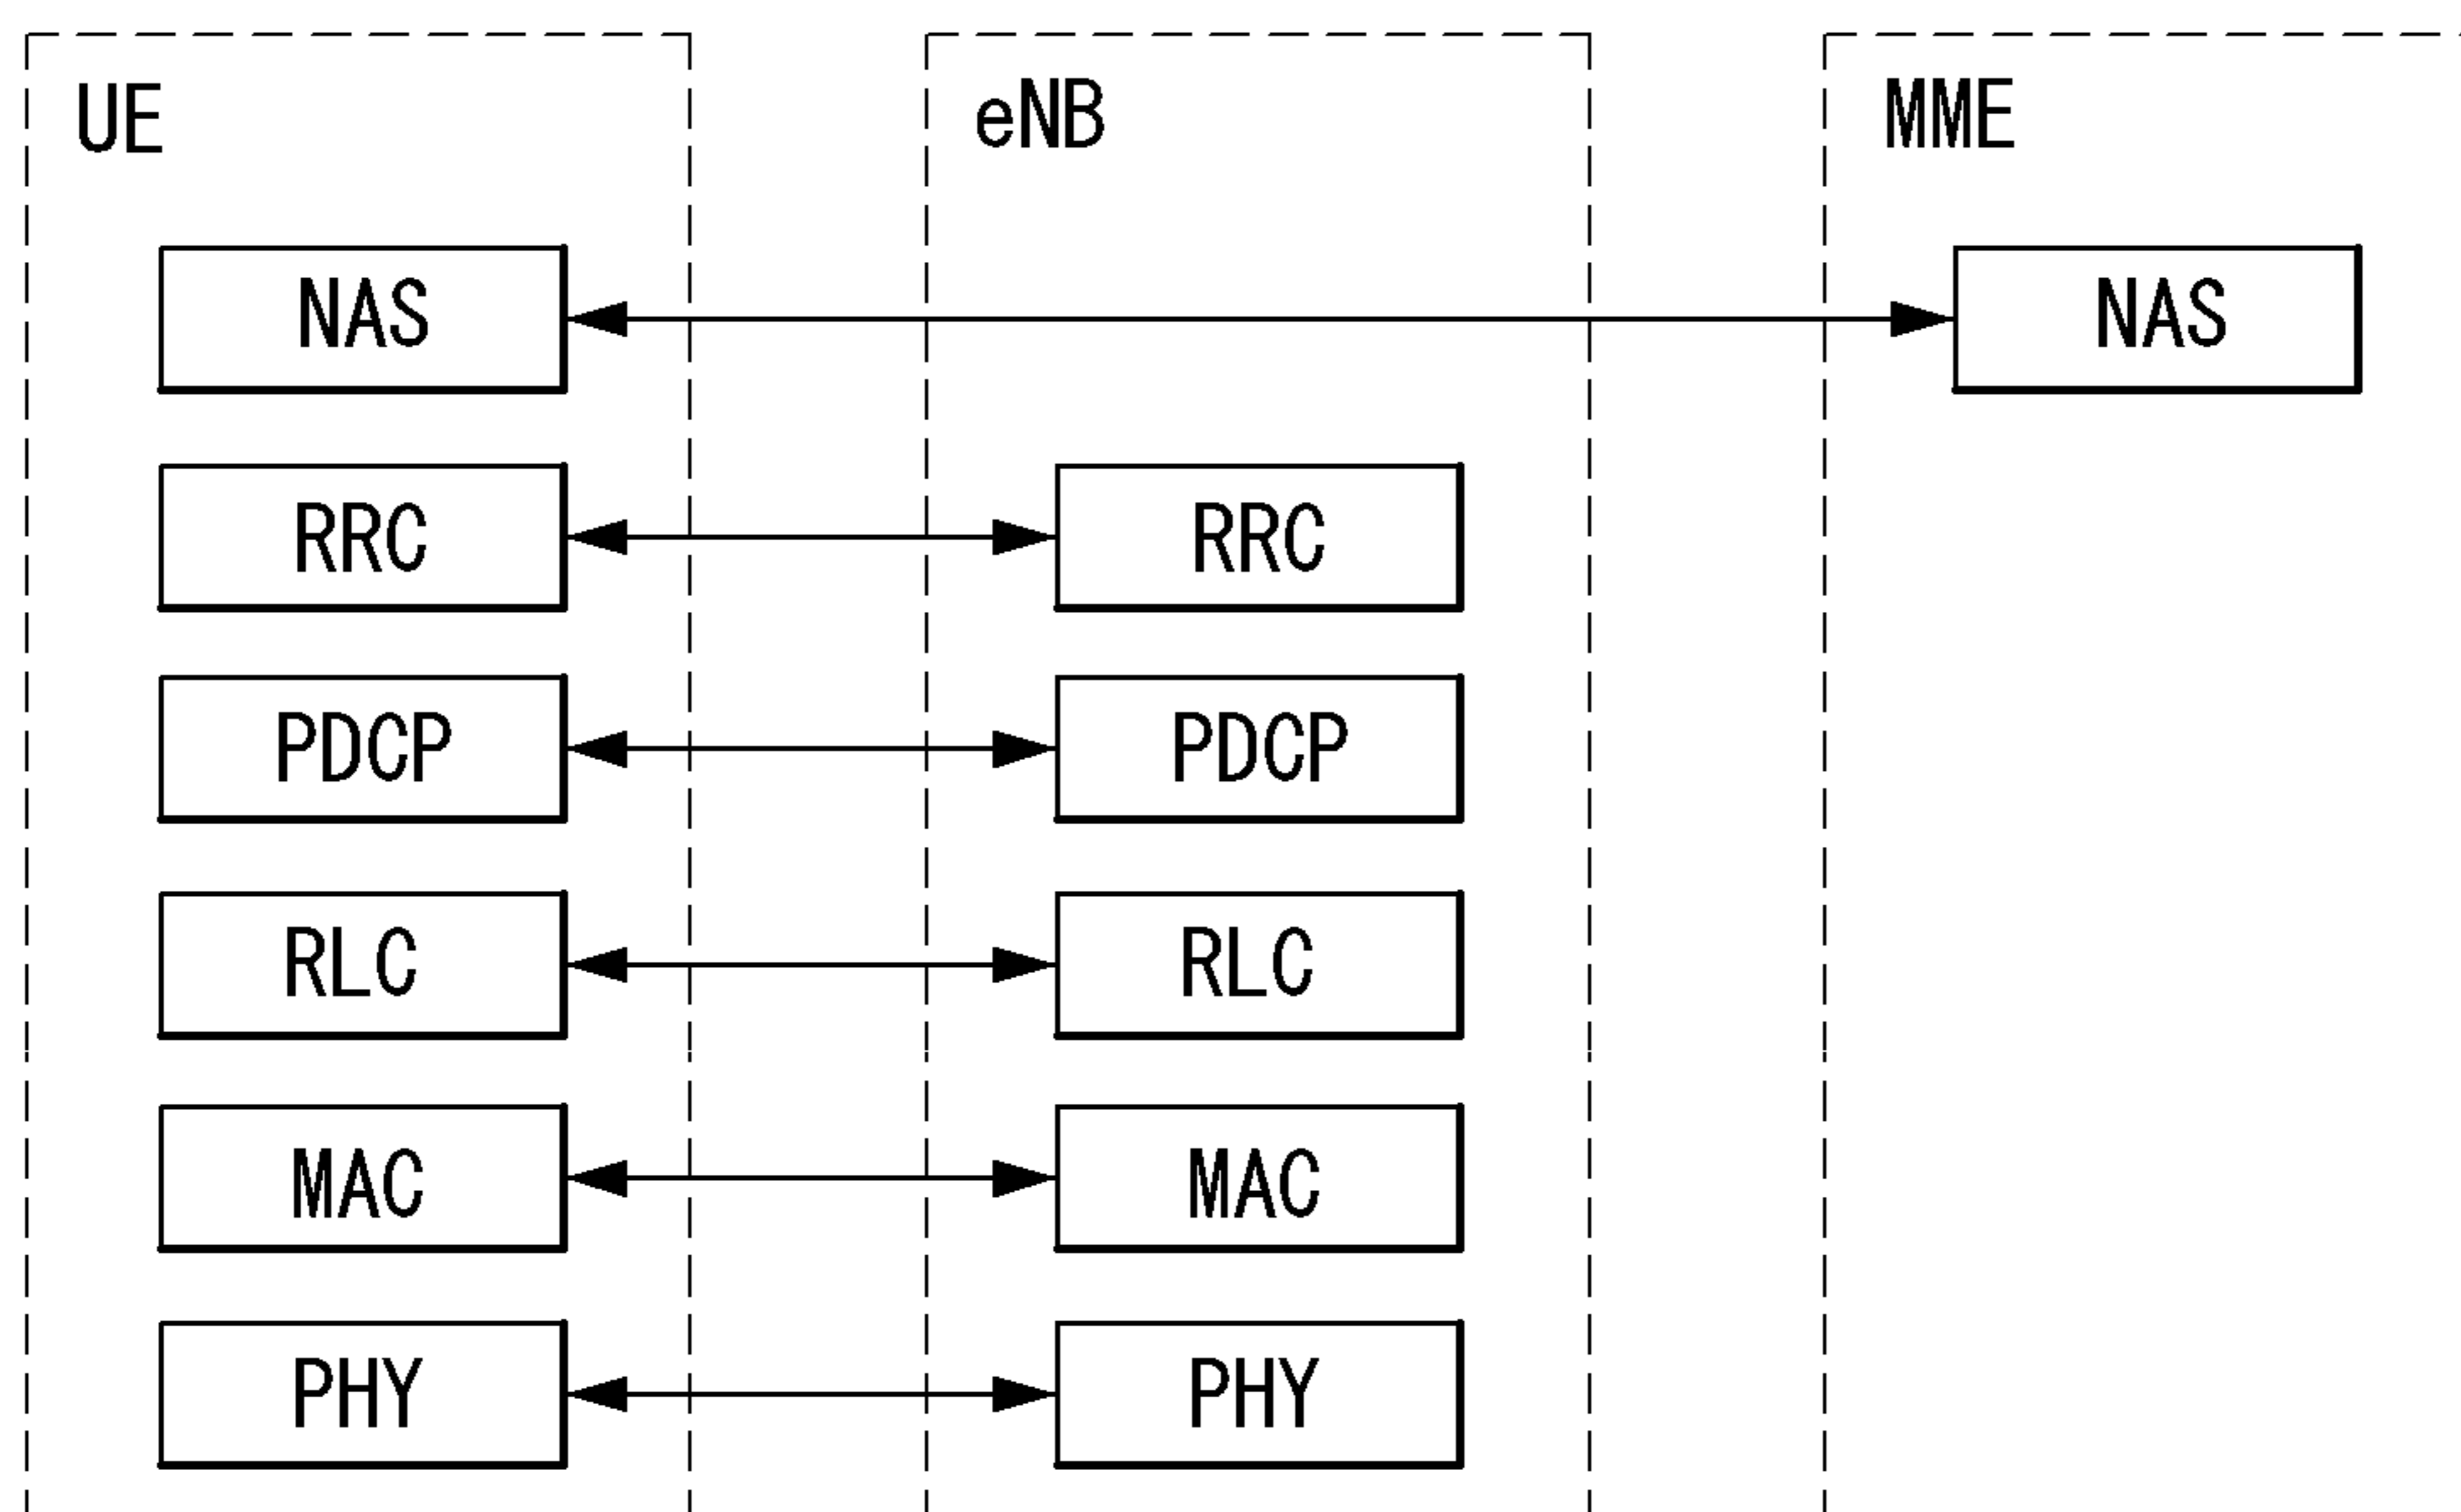 UE
eNB
MME
NAS
NAS
RRC
RRC
PDCP
PDCP
RLC
RLC
MAC
MAC
PHY
PHY